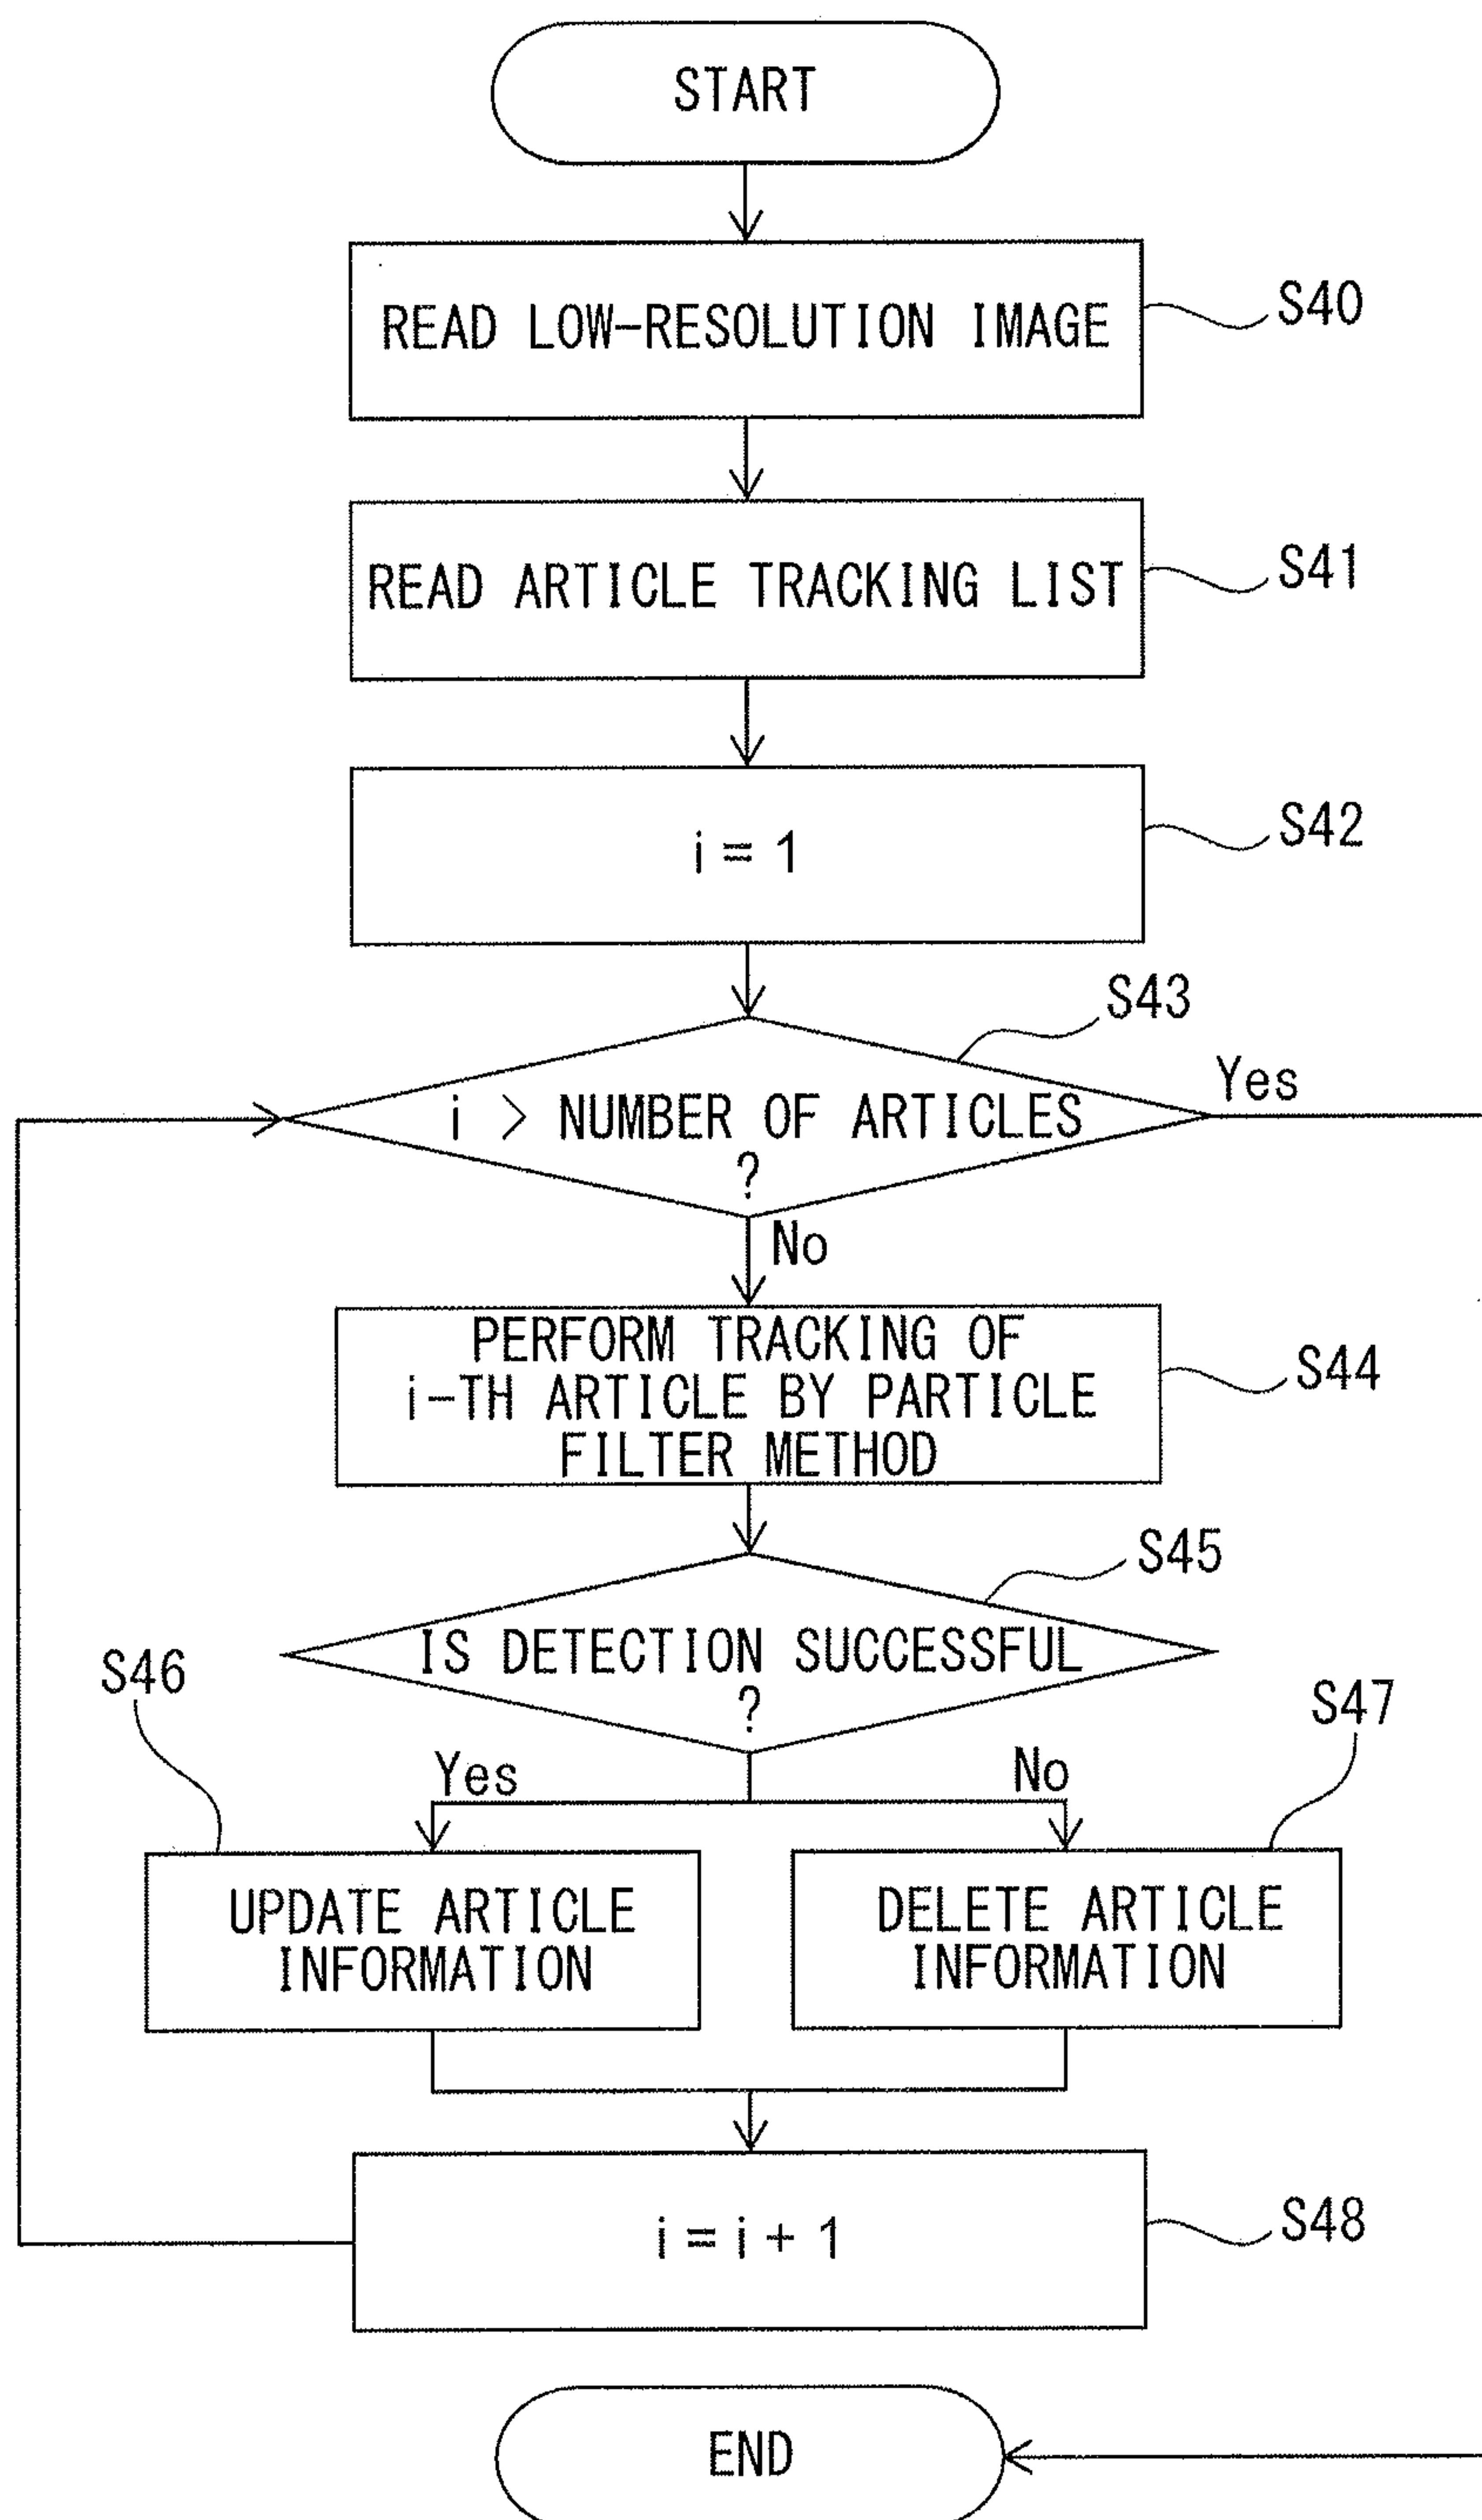 START
READ LOW-RESOLUTION IMAGE
S40
READ ARTICLE TRACKING LIST
S41
i = 1
S42
S43
i > NUMBER OF ARTICLES
?
Yes
No
PERFORM TRACKING OF
i-TH ARTICLE BY PARTICLE
FILTER METHOD
S44
S45
IS DETECTION SUCCESSFUL
?
S46
S47
Yes
No
UPDATE ARTICLE
INFORMATION
DELETE ARTICLE
INFORMATION
i = i + 1
S48
END